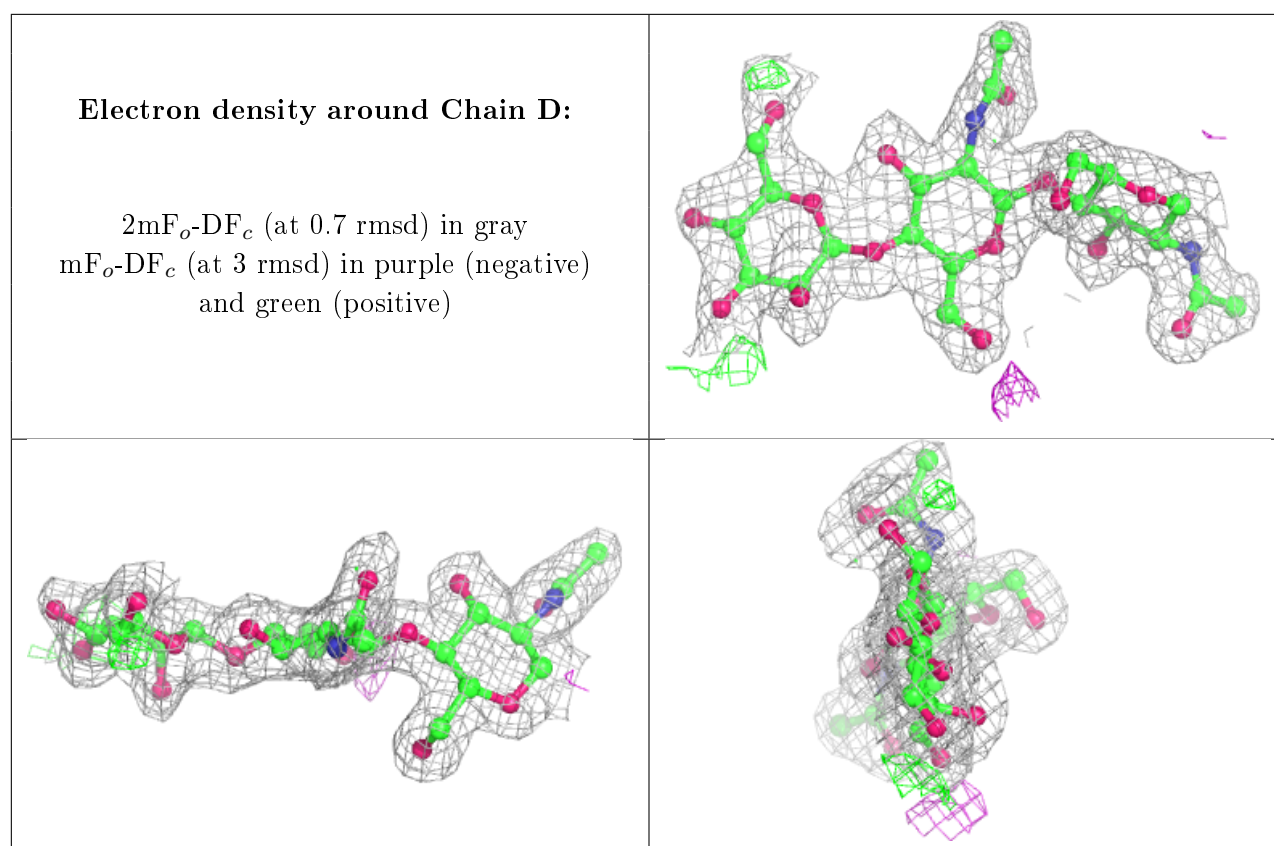 Electron density around Chain D:
2mFₒ-DF𝒸 (at 0.7 rmsd) in gray
mFₒ-DF𝒸 (at 3 rmsd) in purple (negative)
and green (positive)